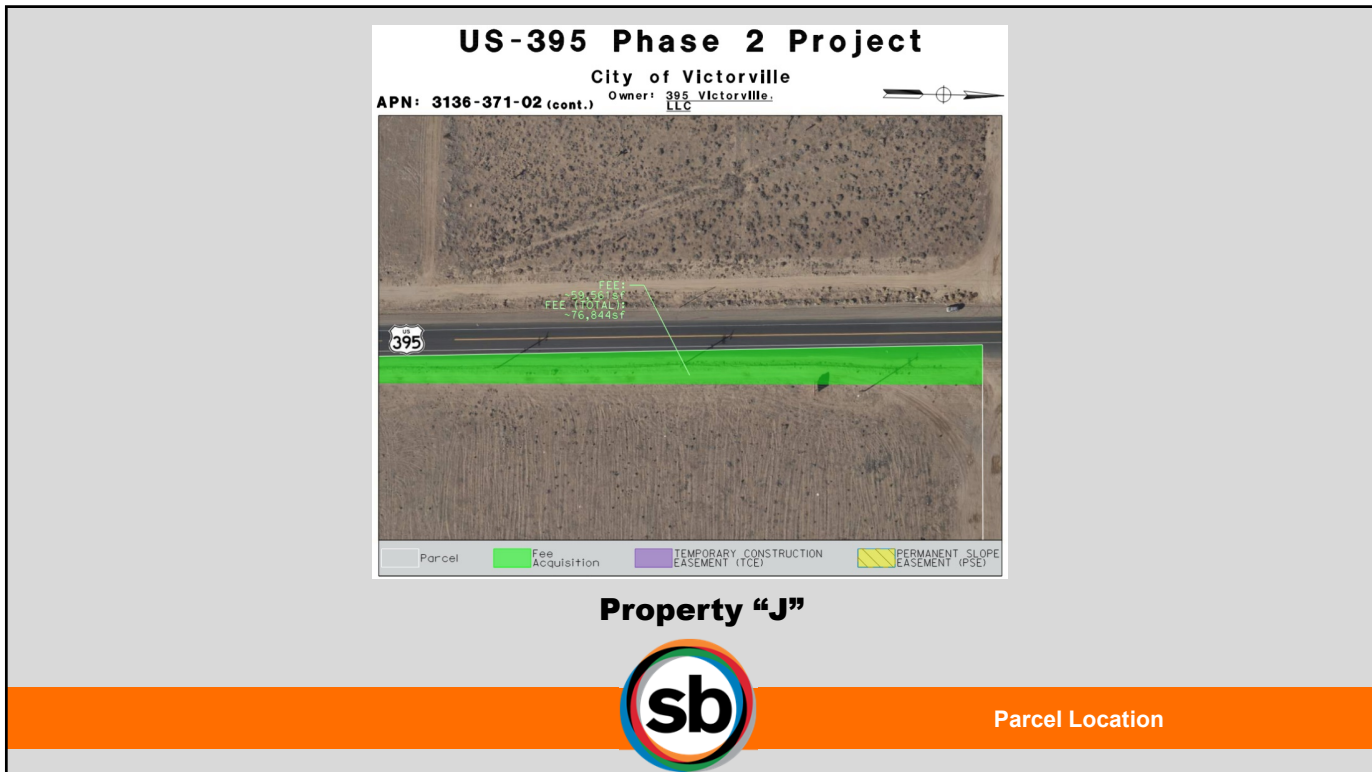 US-395 Phase 2 Project
City of Victorville
APN: 3136-371-02 (cont.) Owner: 395 Victorville.
LLC
FEE:
~59,561sf
FEE (TOTAL):
~76,844sf
US
395
Parcel
Fee
Acquisition
TEMPORARY CONSTRUCTION
EASEMENT (TCE)
PERMANENT SLOPE
EASEMENT (PSE)
Property “J”
sb
Parcel Location